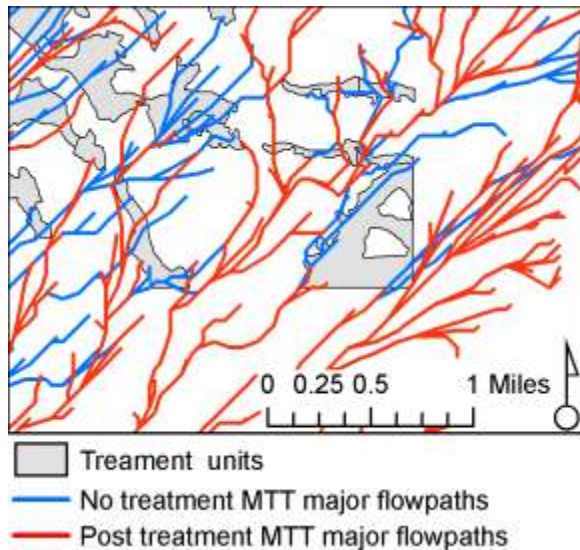 0 0.25 0.5 1 Miles
Treament units
No treatment MTT major flowpaths
Post treatment MTT major flowpaths